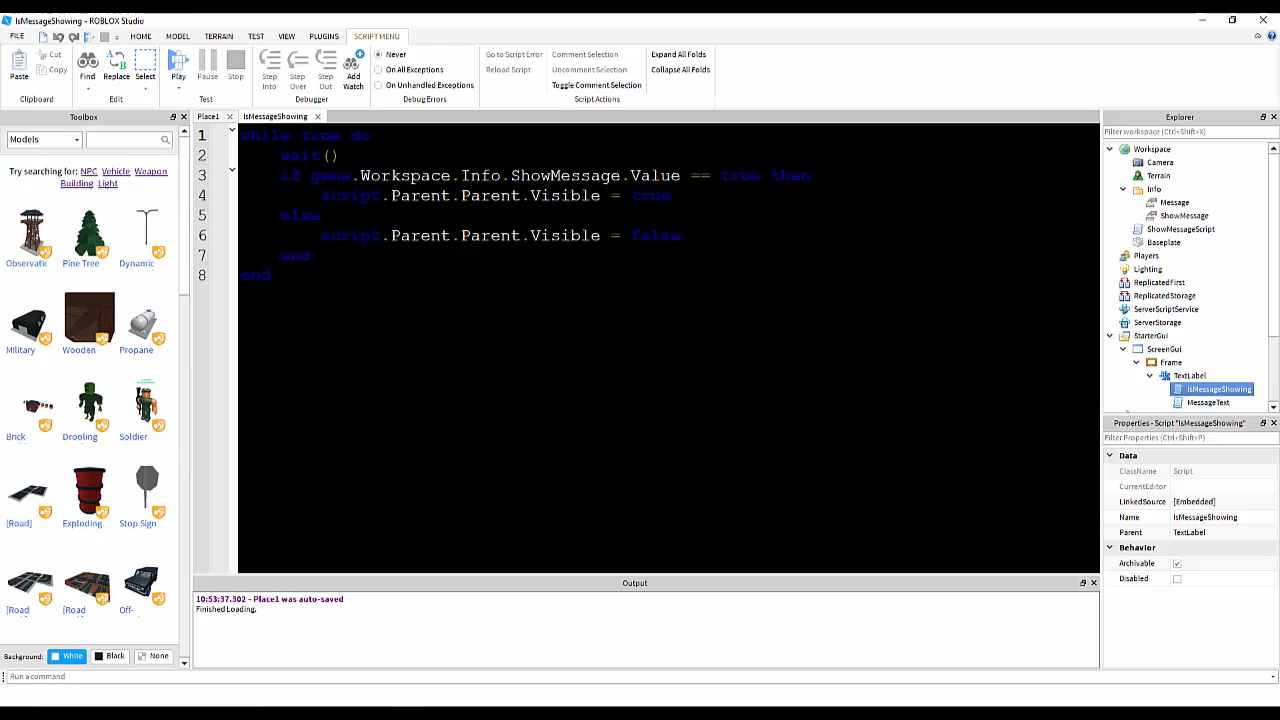 IsMessageShowing - ROBLOX Studio
FILE HOME MODEL TERRAIN TEST VIEW PLUGINS SCRIPT MENU
Paste Cut Copy
Clipboard
Find Replace Select
Edit
Play Pause Stop
Test
Step Into Step Over Step Out Add Watch
Debugger
Never
On All Exceptions
On Unhandled Exceptions
Debug Errors
Go to Script Error
Reload Script
Comment Selection
Uncomment Selection
Toggle Comment Selection
Script Actions
Expand All Folds
Collapse All Folds
Toolbox
Models
Try searching for: NPC Vehicle Weapon
Building Light
Observatic Pine Tree Dynamic
Military Wooden Propane
Brick Drooling Soldier
[Road] Exploding Stop Sign
[Road [Road Off-
Background: White Black None
Place1 IsMessageShowing
1 while true do
2 wait()
3 if game.Workspace.Info.ShowMessage.Value == true then
4 script.Parent.Parent.Visible = true
5 else
6 script.Parent.Parent.Visible = false
7 end
8 end
Output
10:53:37.302 - Place1 was auto-saved
Finished Loading.
Run a command
Explorer
Filter workspace (Ctrl+Shift+X)
Workspace
Camera
Terrain
Info
Message
ShowMessage
ShowMessageScript
Baseplate
Players
Lighting
ReplicatedFirst
ReplicatedStorage
ServerScriptService
ServerStorage
StarterGui
ScreenGui
Frame
TextLabel
IsMessageShowing
MessageText
Properties - Script "IsMessageShowing"
Filter Properties (Ctrl+Shift+P)
Data
ClassName Script
CurrentEditor
LinkedSource [Embedded]
Name IsMessageShowing
Parent TextLabel
Behavior
Archivable
Disabled